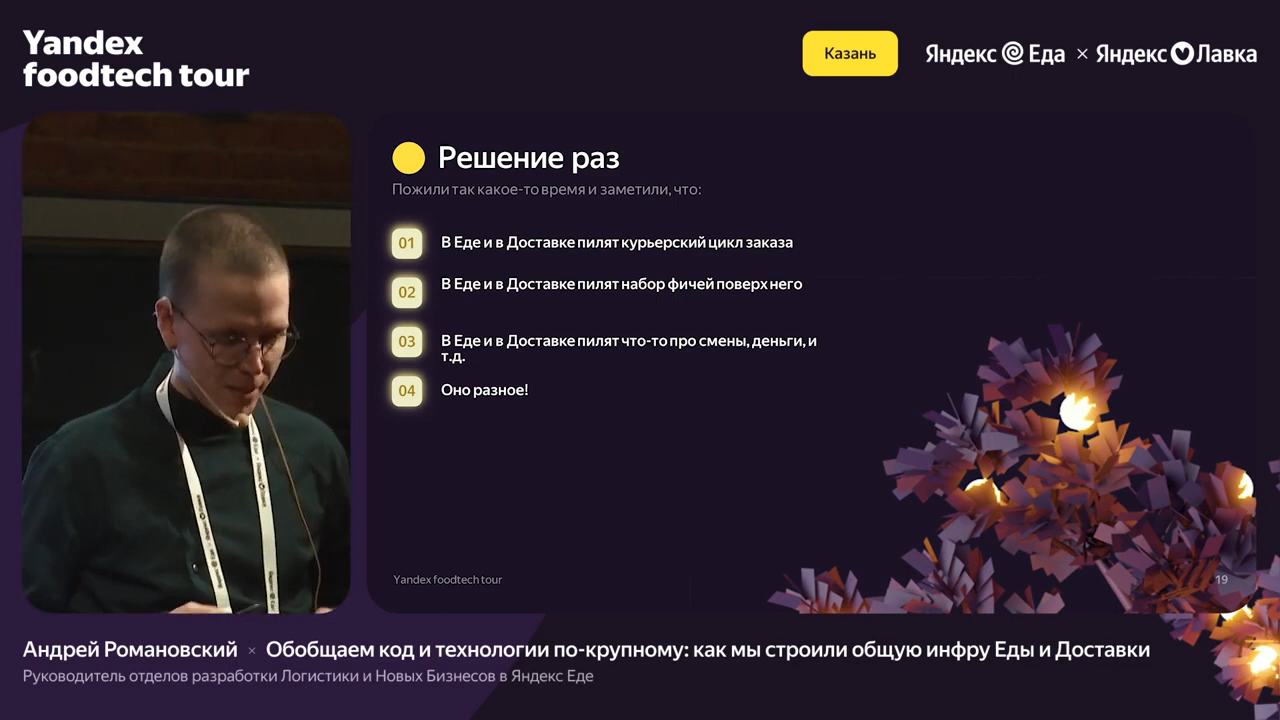 Yandex
foodtech tour
Казань
Яндекс Еда × Яндекс Лавка
Решение раз
Пожили так какое-то время и заметили, что:
01 В Еде и в Доставке пилят курьерский цикл заказа
02 В Еде и в Доставке пилят набор фичей поверх него
03 В Еде и в Доставке пилят что-то про смены, деньги, и
т.д.
04 Оно разное!
Yandex foodtech tour
19
Андрей Романовский × Обобщаем код и технологии по-крупному: как мы строили общую инфру Еды и Доставки
Руководитель отделов разработки Логистики и Новых Бизнесов в Яндекс Еде